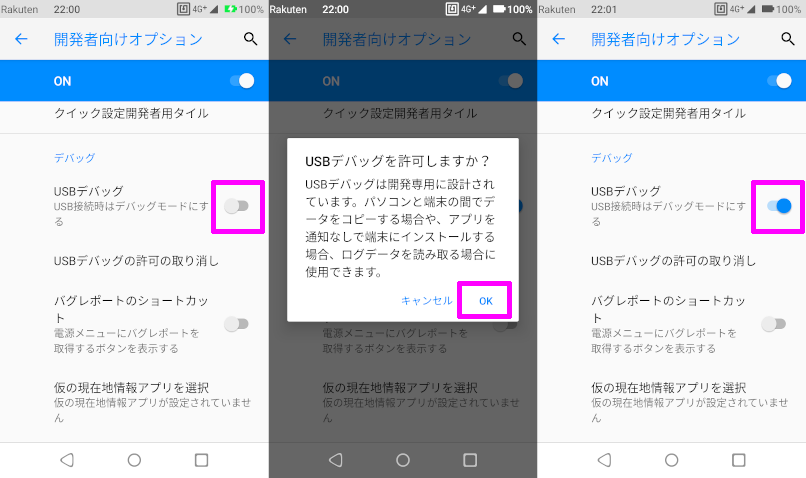 Rakuten 22:00 4G+ 100%
開発者向けオプション
ON
クイック設定開発者用タイル
デバッグ
USBデバッグ
USB接続時はデバッグモードにす
る
USBデバッグの許可の取り消し
バグレポートのショートカッ
ト
電源メニューにバグレポートを
取得するボタンを表示する
仮の現在地情報アプリを選択
仮の現在地情報アプリが設定されていませ
ん
Rakuten 22:00 4G+ 100%
開発者向けオプション
ON
クイック設定開発者用タイル
USBデバッグを許可しますか？
USBデバッグは開発専用に設計され
ています。パソコンと端末の間でデ
ータをコピーする場合や、アプリを
通知なしで端末にインストールする
場合、ログデータを読み取る場合に
使用できます。
キャンセル OK
電源メニューにバグレポートを
取得するボタンを表示する
仮の現在地情報アプリを選択
仮の現在地情報アプリが設定されていませ
ん
Rakuten 22:01 4G+ 100%
開発者向けオプション
ON
クイック設定開発者用タイル
デバッグ
USBデバッグ
USB接続時はデバッグモードにす
る
USBデバッグの許可の取り消し
バグレポートのショートカッ
ト
電源メニューにバグレポートを
取得するボタンを表示する
仮の現在地情報アプリを選択
仮の現在地情報アプリが設定されていませ
ん